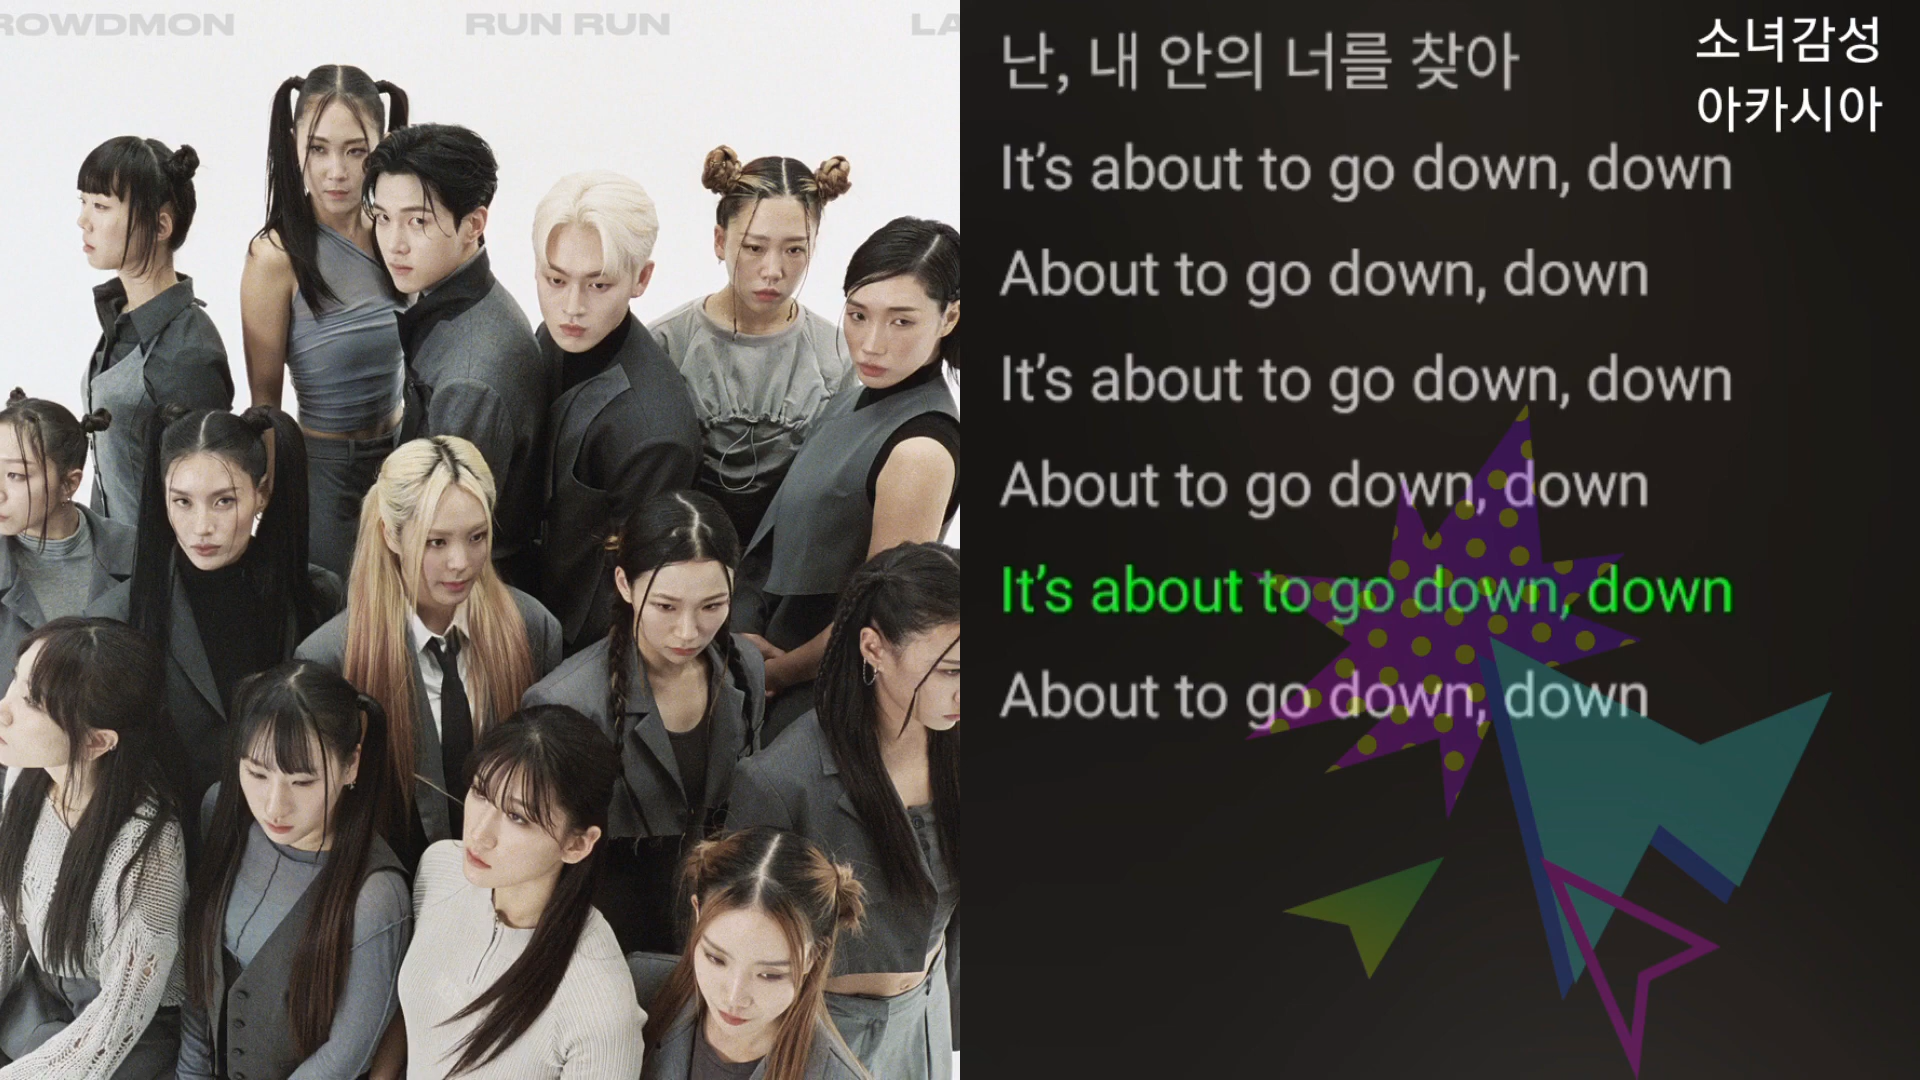 ROWDMON
RUN RUN
LA
소녀감성
아카시아
난, 내 안의 너를 찾아
It's about to go down, down
About to go down, down
It's about to go down, down
About to go down, down
It's about to go down, down
About to go down, down